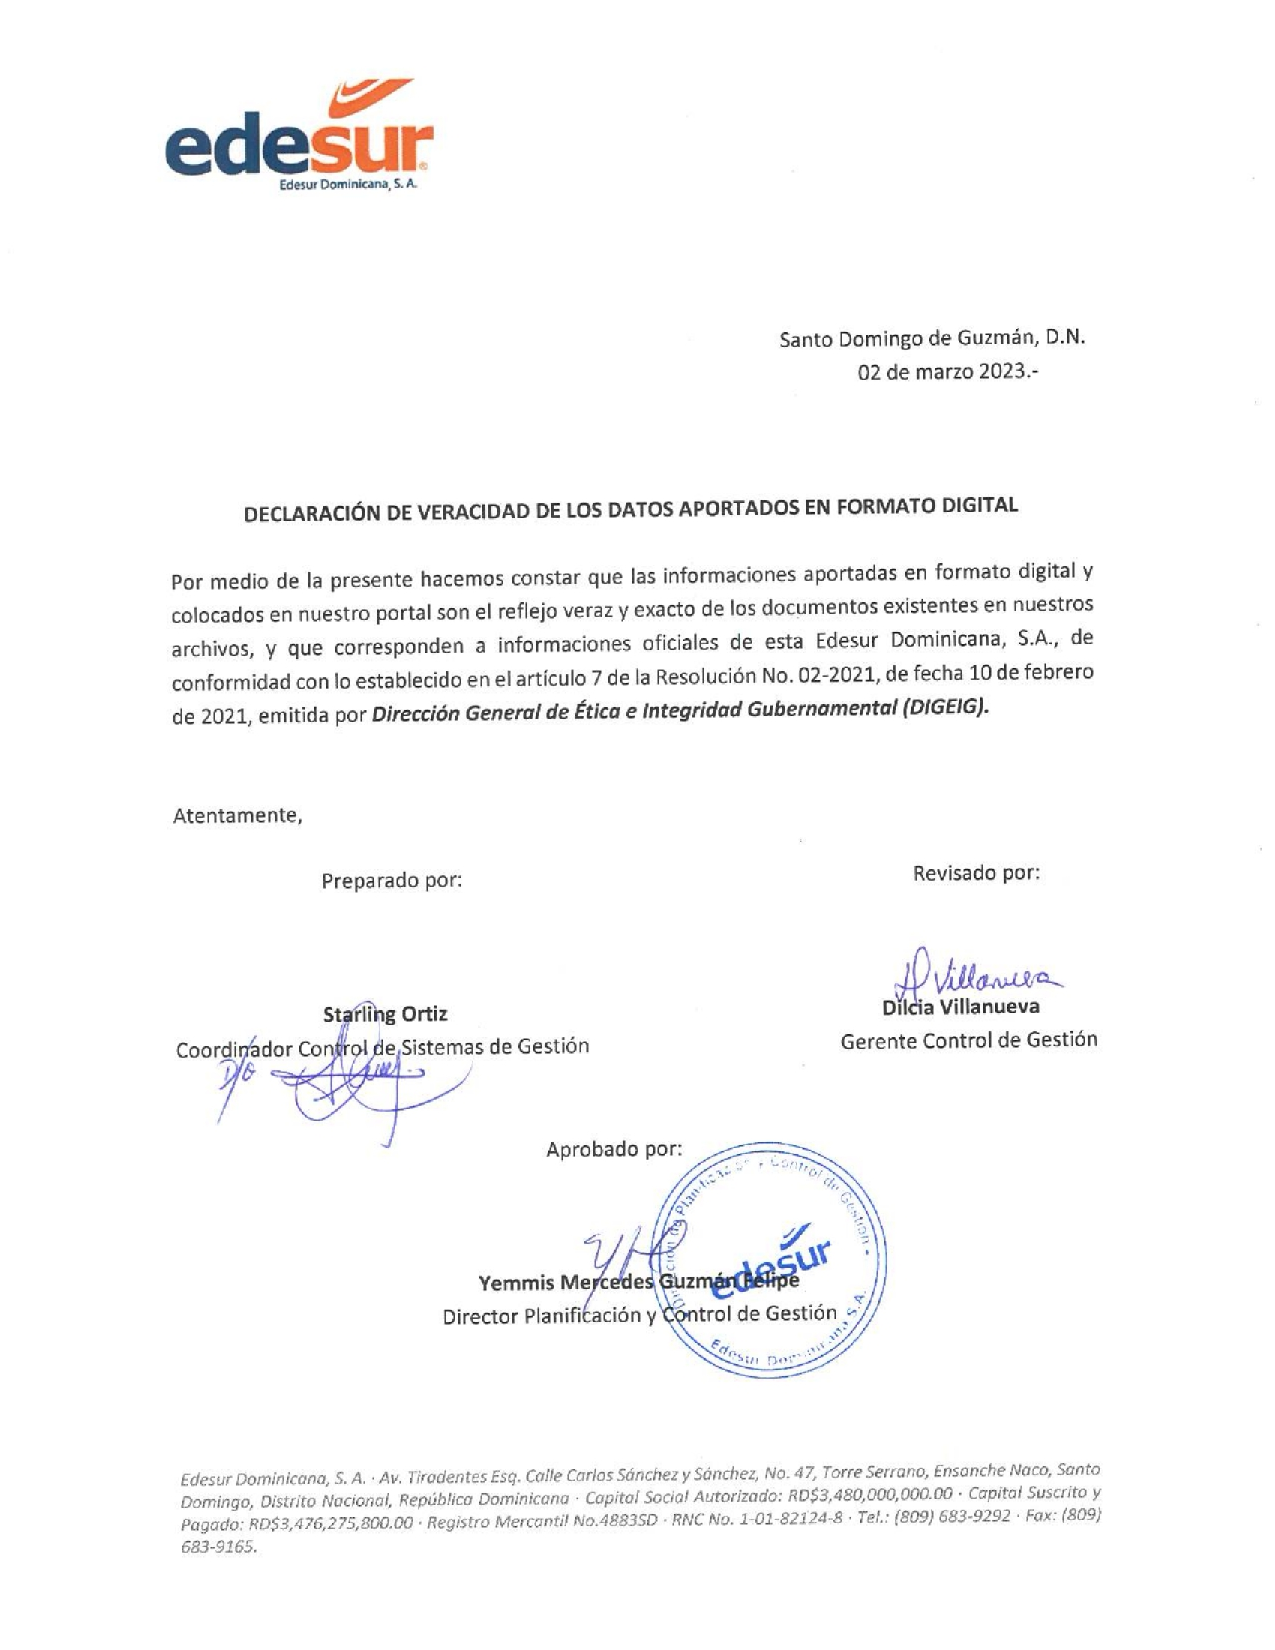 edesur®
Edesur Dominicana, S. A.
Santo Domingo de Guzmán, D.N.
02 de marzo 2023.-
DECLARACIÓN DE VERACIDAD DE LOS DATOS APORTADOS EN FORMATO DIGITAL
Por medio de la presente hacemos constar que las informaciones aportadas en formato digital y
colocados en nuestro portal son el reflejo veraz y exacto de los documentos existentes en nuestros
archivos, y que corresponden a informaciones oficiales de esta Edesur Dominicana, S.A., de
conformidad con lo establecido en el artículo 7 de la Resolución No. 02-2021, de fecha 10 de febrero
de 2021, emitida por Dirección General de Ética e Integridad Gubernamental (DIGEIG).
Atentamente,
Preparado por:
Revisado por:
Villanueva
Starling Ortiz
Dilcia Villanueva
Coordinador Control de Sistemas de Gestión
Gerente Control de Gestión
P/O
Aprobado por:
Dirección de Planificación y Control de Gestión
edesur
Edesur Dominicana S.A.
Yemmis Mercedes Guzmán Felipe
Director Planificación y Control de Gestión
Edesur Dominicana, S. A. · Av. Tiradentes Esq. Calle Carlos Sánchez y Sánchez, No. 47, Torre Serrano, Ensanche Naco, Santo
Domingo, Distrito Nacional, República Dominicana · Capital Social Autorizado: RD$3,480,000,000.00 · Capital Suscrito y
Pagado: RD$3,476,275,800.00 · Registro Mercantil No.4883SD · RNC No. 1-01-82124-8 · Tel.: (809) 683-9292 · Fax: (809)
683-9165.